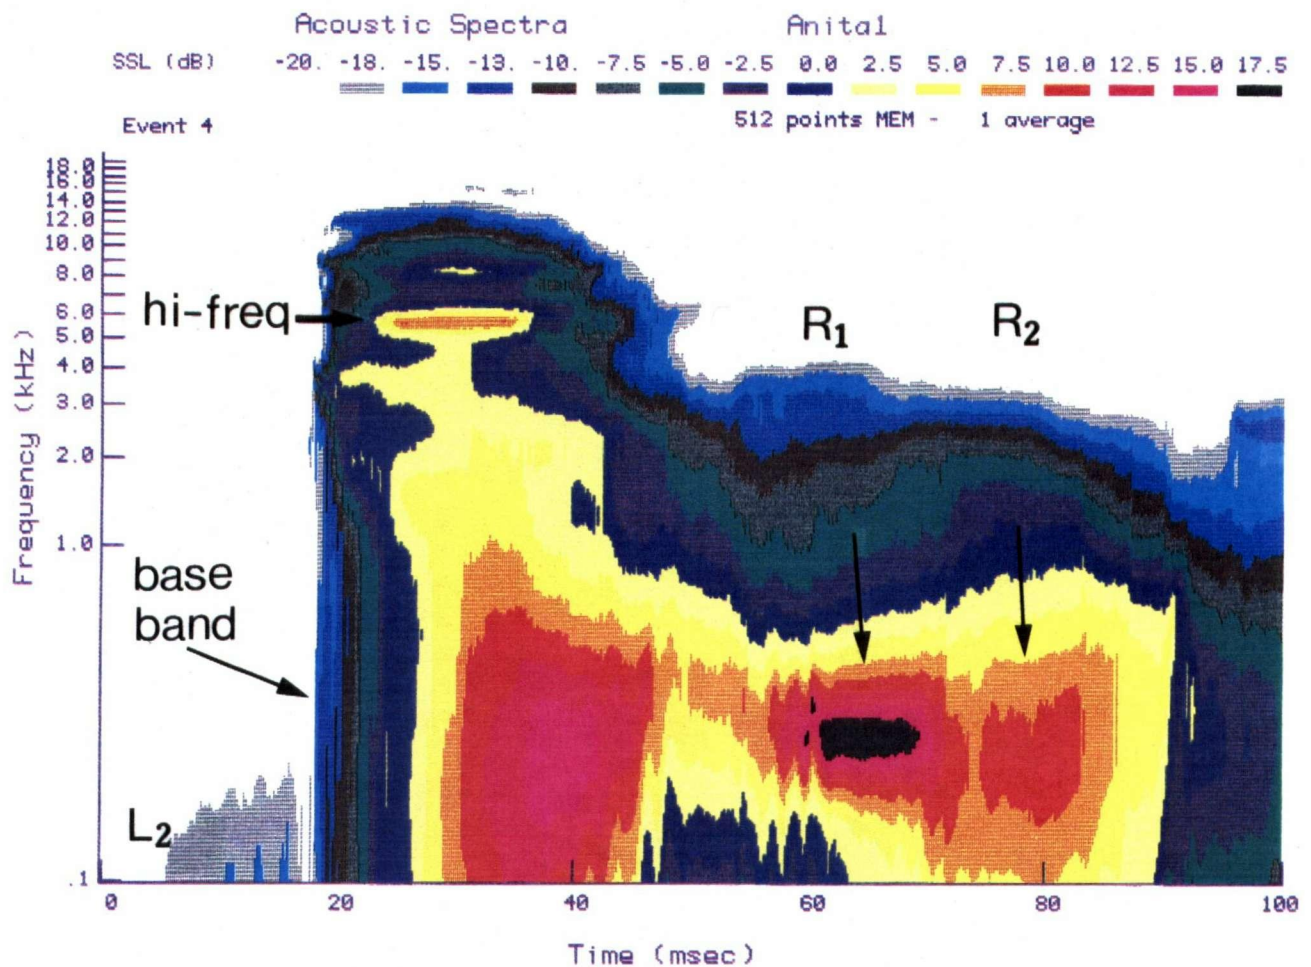 Acoustic Spectra Anital
SSL (dB) -20. -18. -15. -13. -10. -7.5 -5.0 -2.5 0.0 2.5 5.0 7.5 10.0 12.5 15.0 17.5
Event 4 512 points MEM - 1 average
18.0
16.0
14.0
12.0
10.0
8.0
hi-freq
6.0
5.0
R1 R2
4.0
3.0
2.0
1.0
Frequency (kHz)
base
band
L2
.1
0 20 40 60 80 100
Time (msec)